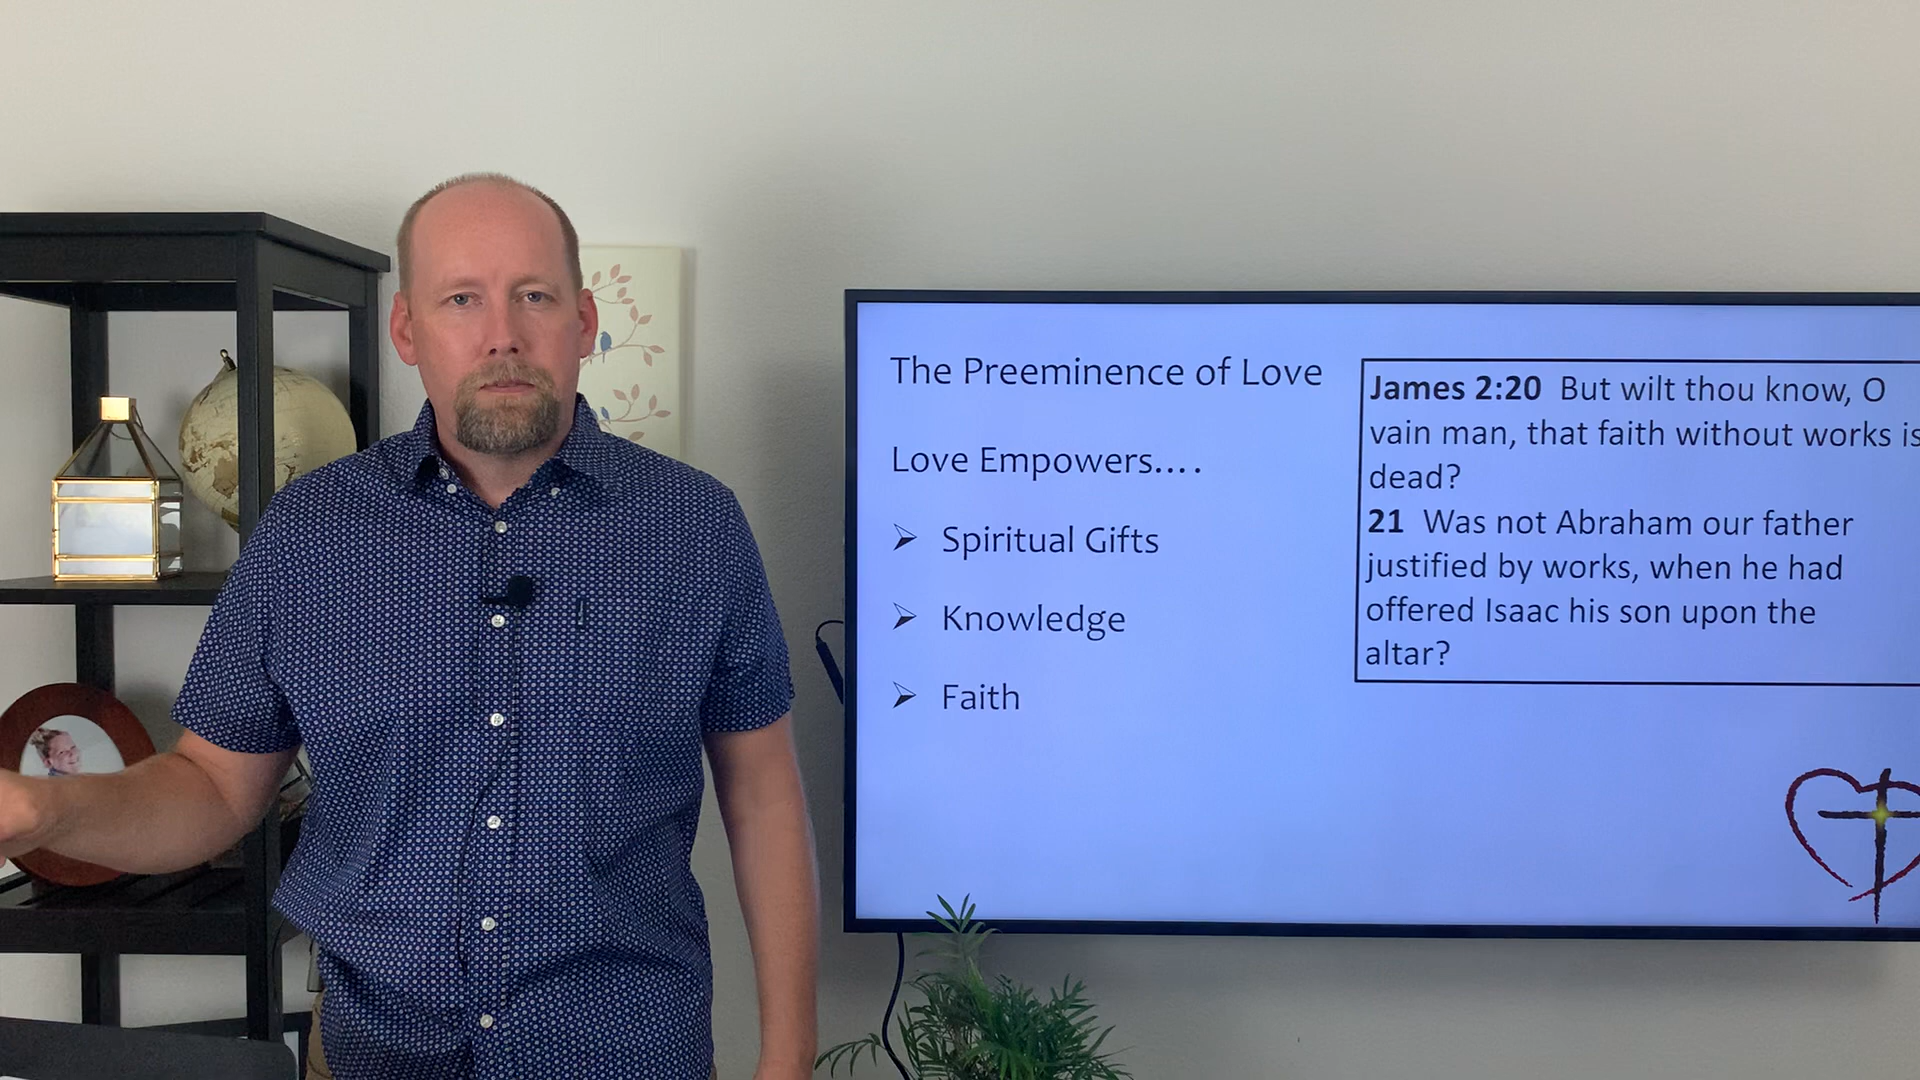 The Preeminence of Love
Love Empowers....
➢ Spiritual Gifts
➢ Knowledge
➢ Faith
James 2:20 But wilt thou know, O
vain man, that faith without works is
dead?
21 Was not Abraham our father
justified by works, when he had
offered Isaac his son upon the
altar?